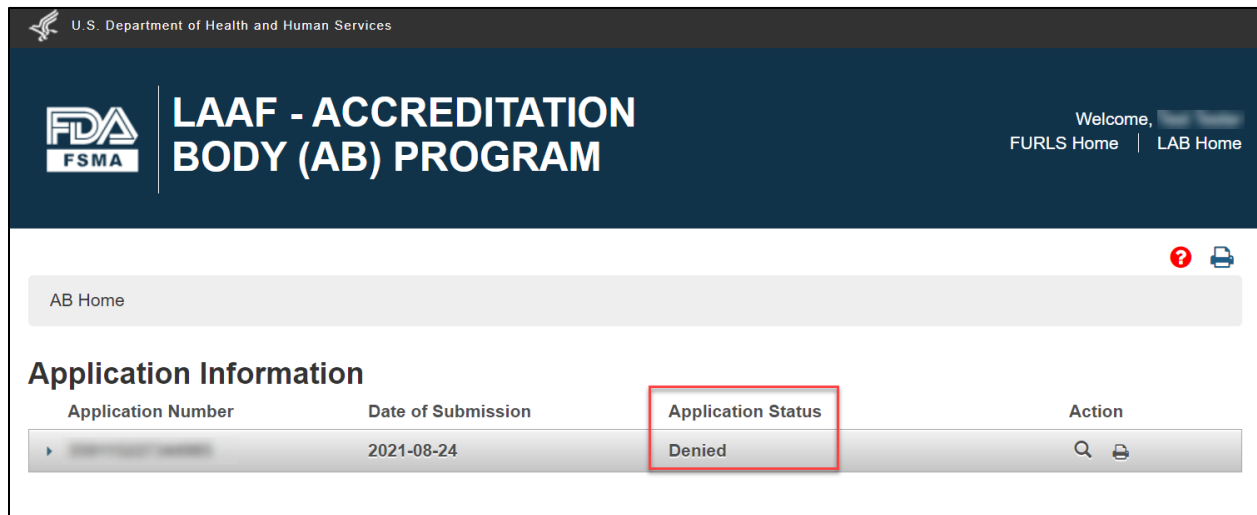 U.S. Department of Health and Human Services
FDA
FSMA
LAAF - ACCREDITATION
BODY (AB) PROGRAM
Welcome,
FURLS Home | LAB Home
AB Home
Application Information
Application Number Date of Submission Application Status Action
2021-08-24 Denied